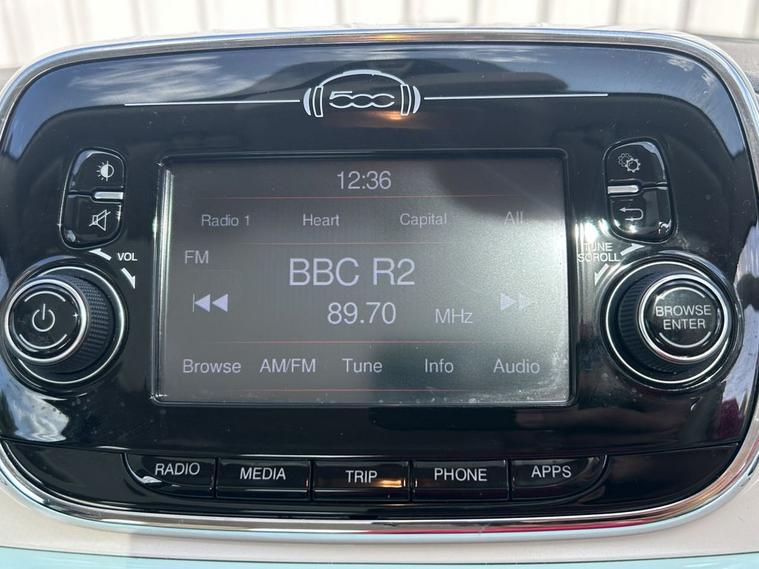 500
12:36
Radio 1 Heart Capital All
FM
BBC R2
89.70 MHz
Browse AM/FM Tune Info Audio
VOL
TUNE
SCROLL
BROWSE
ENTER
RADIO MEDIA TRIP PHONE APPS